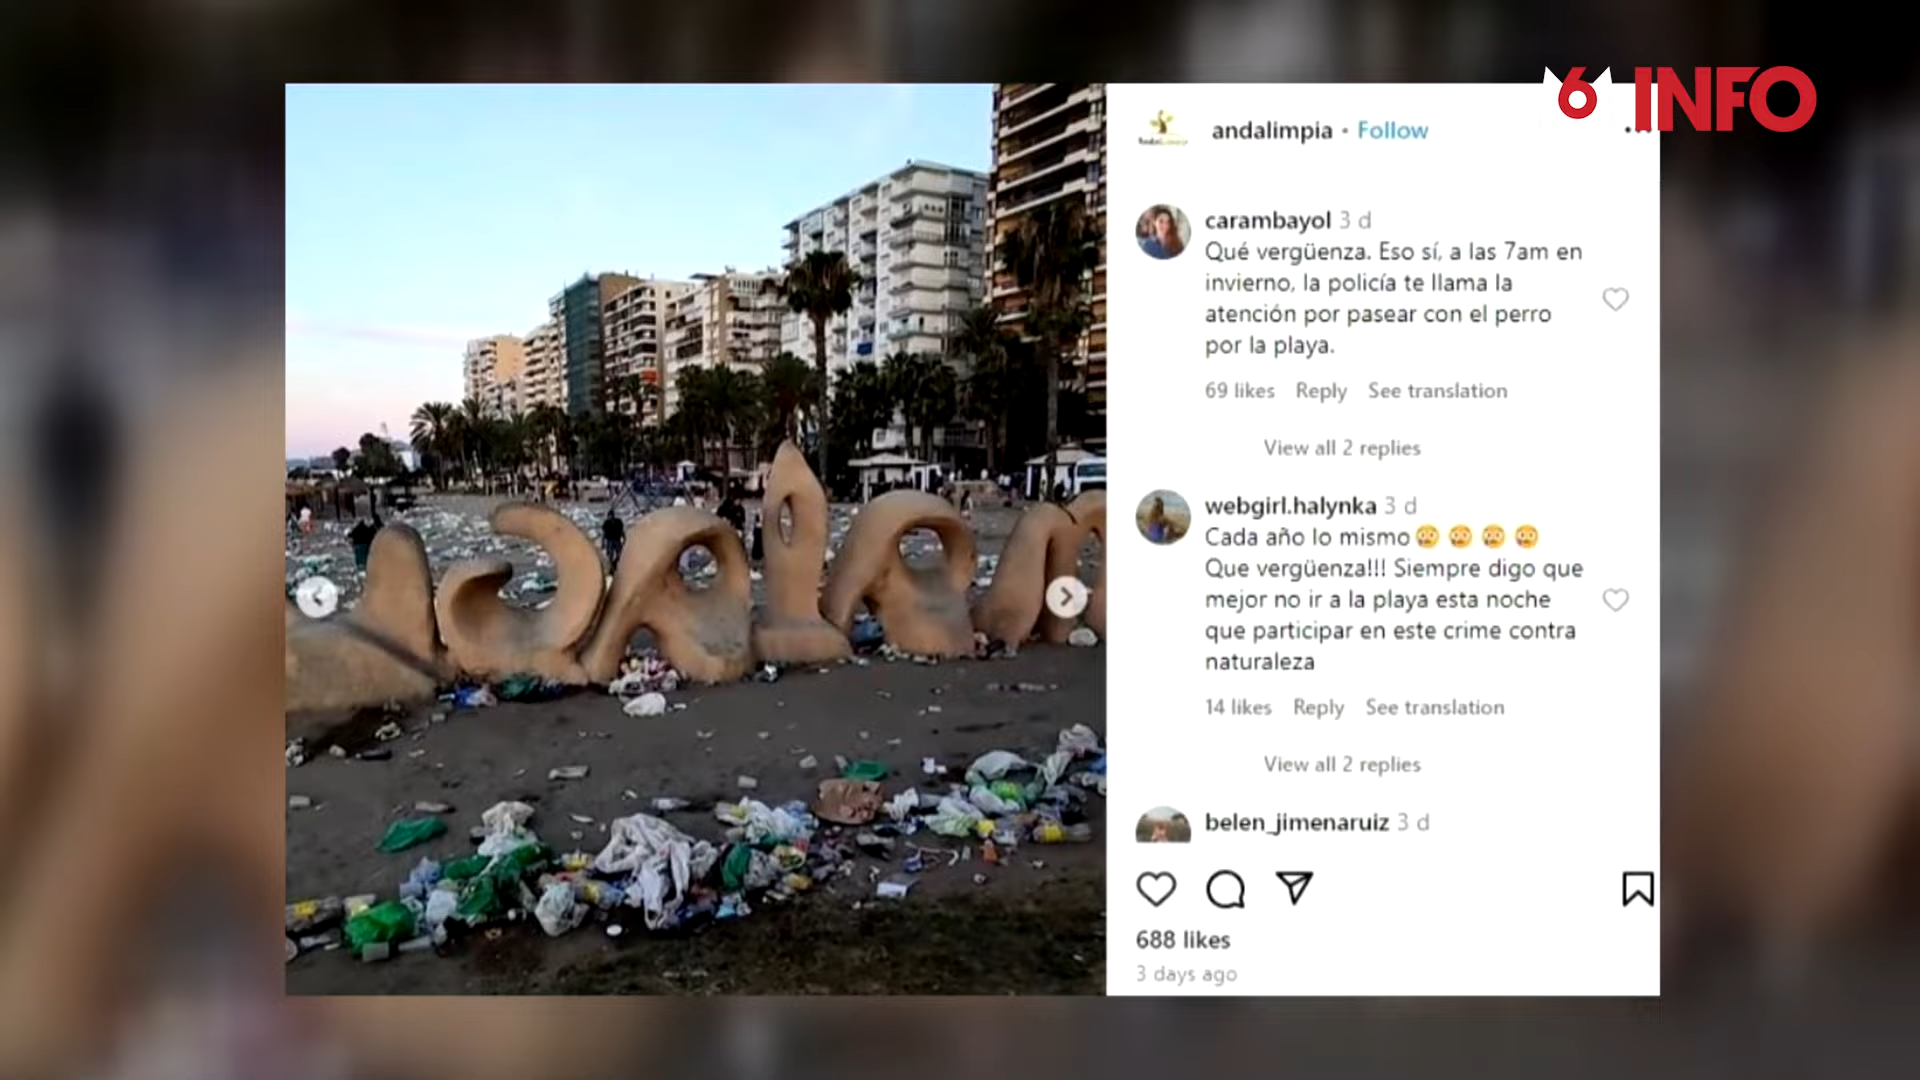 6 INFO
andalimpia • Follow
carambayol 3 d
Qué vergüenza. Eso sí, a las 7am en
invierno, la policía te llama la
atención por pasear con el perro
por la playa.
69 likes Reply See translation
View all 2 replies
webgirl.halynka 3 d
Cada año lo mismo 😢 😢 😢 😢
Que vergüenza!!! Siempre digo que
mejor no ir a la playa esta noche
que participar en este crime contra
naturaleza
14 likes Reply See translation
View all 2 replies
belen_jimenaruiz 3 d
688 likes
3 days ago